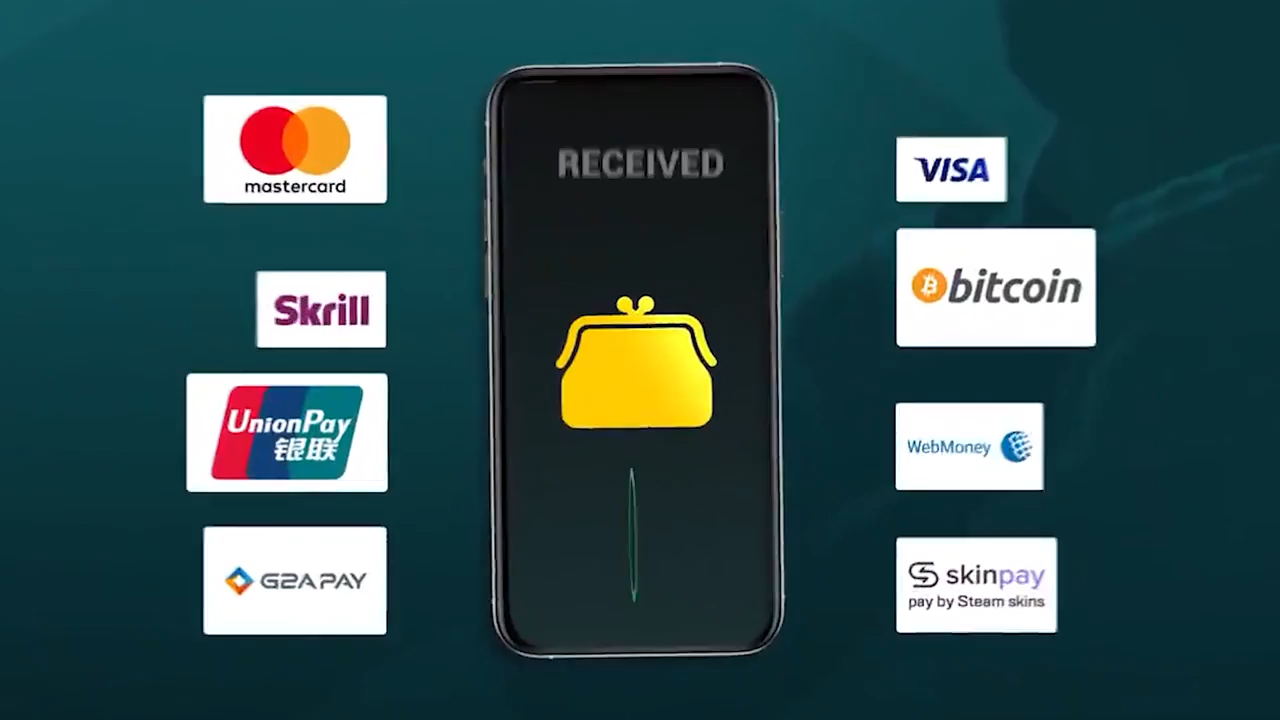 mastercard
Skrill
UnionPay
银联
G2A PAY
RECEIVED
VISA
bitcoin
WebMoney
skinpay
pay by Steam skins